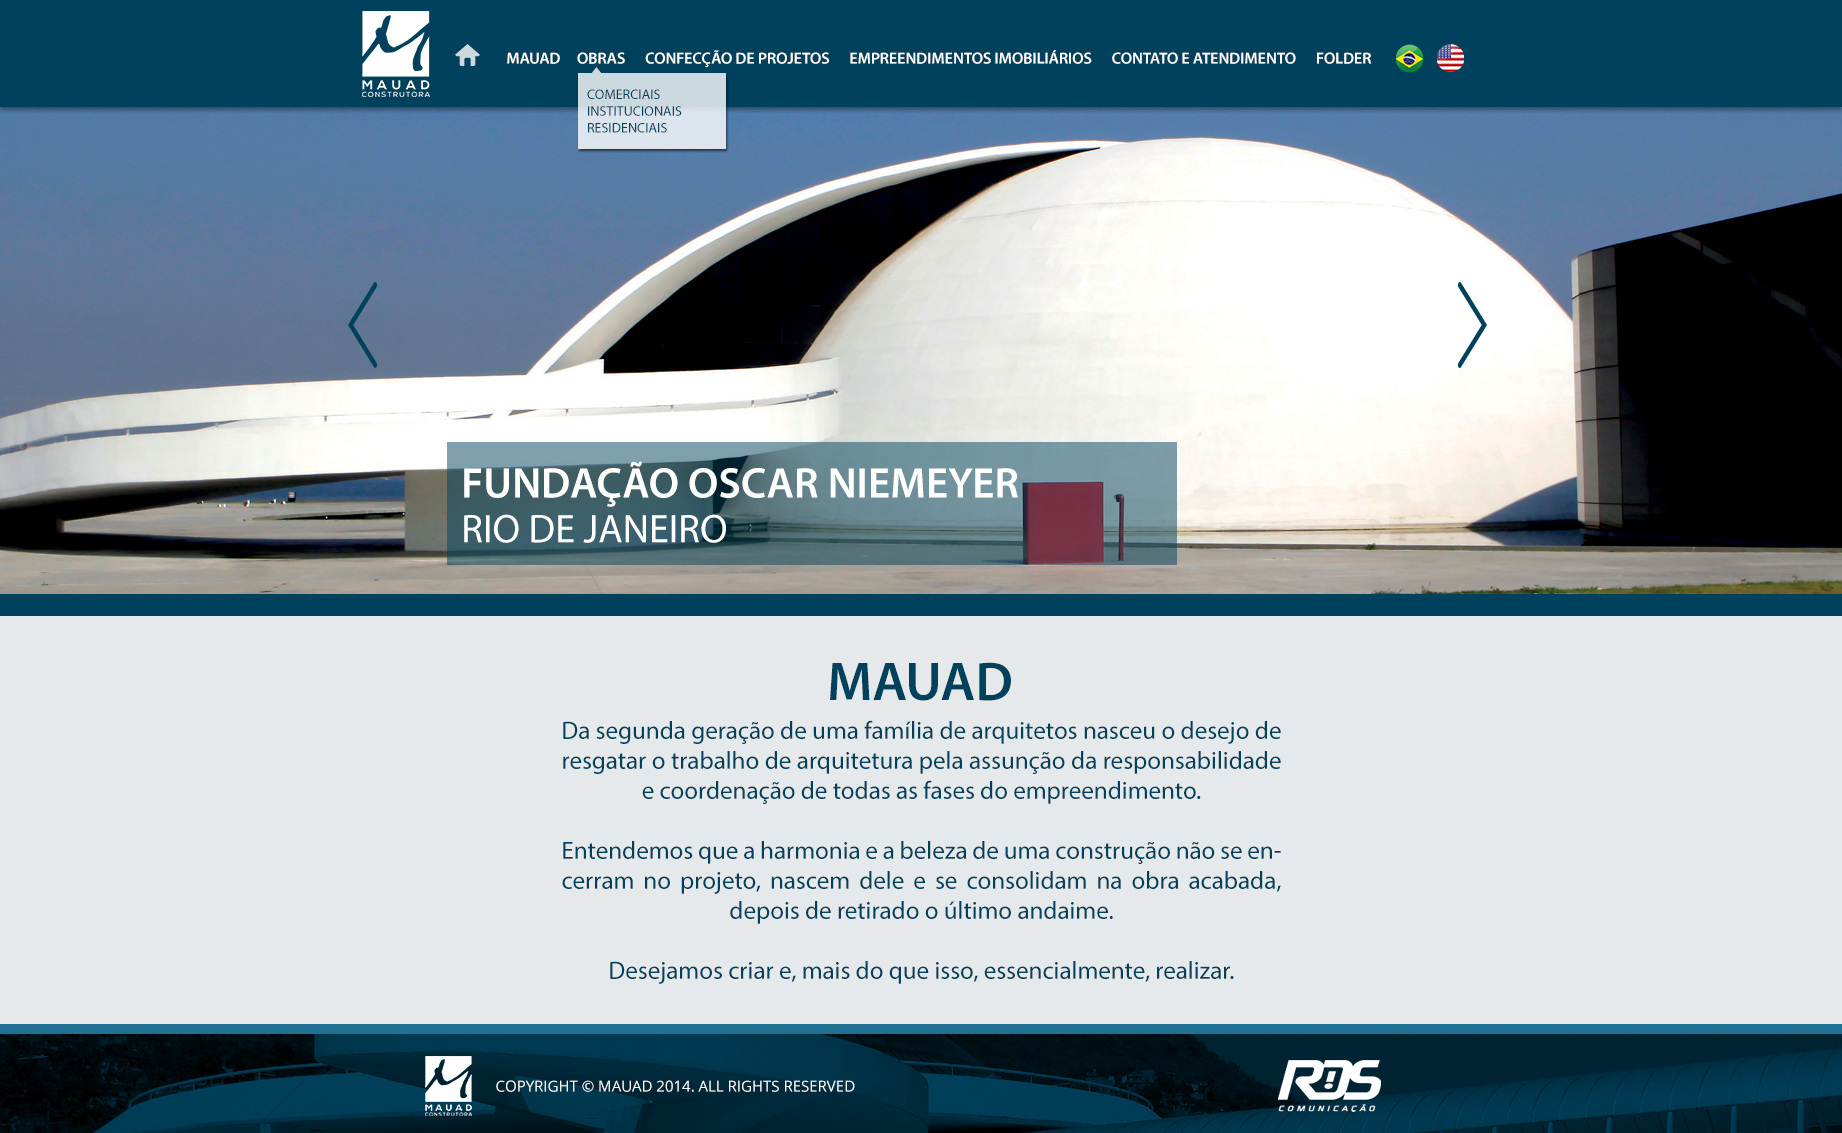 MAUAD
CONSTRUTORA
MAUAD OBRAS CONFECÇÃO DE PROJETOS EMPREENDIMENTOS IMOBILIÁRIOS CONTATO E ATENDIMENTO FOLDER
COMERCIAIS
INSTITUCIONAIS
RESIDENCIAIS
FUNDAÇÃO OSCAR NIEMEYER
RIO DE JANEIRO
MAUAD
Da segunda geração de uma família de arquitetos nasceu o desejo de
resgatar o trabalho de arquitetura pela assunção da responsabilidade
e coordenação de todas as fases do empreendimento.
Entendemos que a harmonia e a beleza de uma construção não se en-
cerram no projeto, nascem dele e se consolidam na obra acabada,
depois de retirado o último andaime.
Desejamos criar e, mais do que isso, essencialmente, realizar.
MAUAD
CONSTRUTORA
COPYRIGHT © MAUAD 2014. ALL RIGHTS RESERVED
RDS
COMUNICAÇÃO